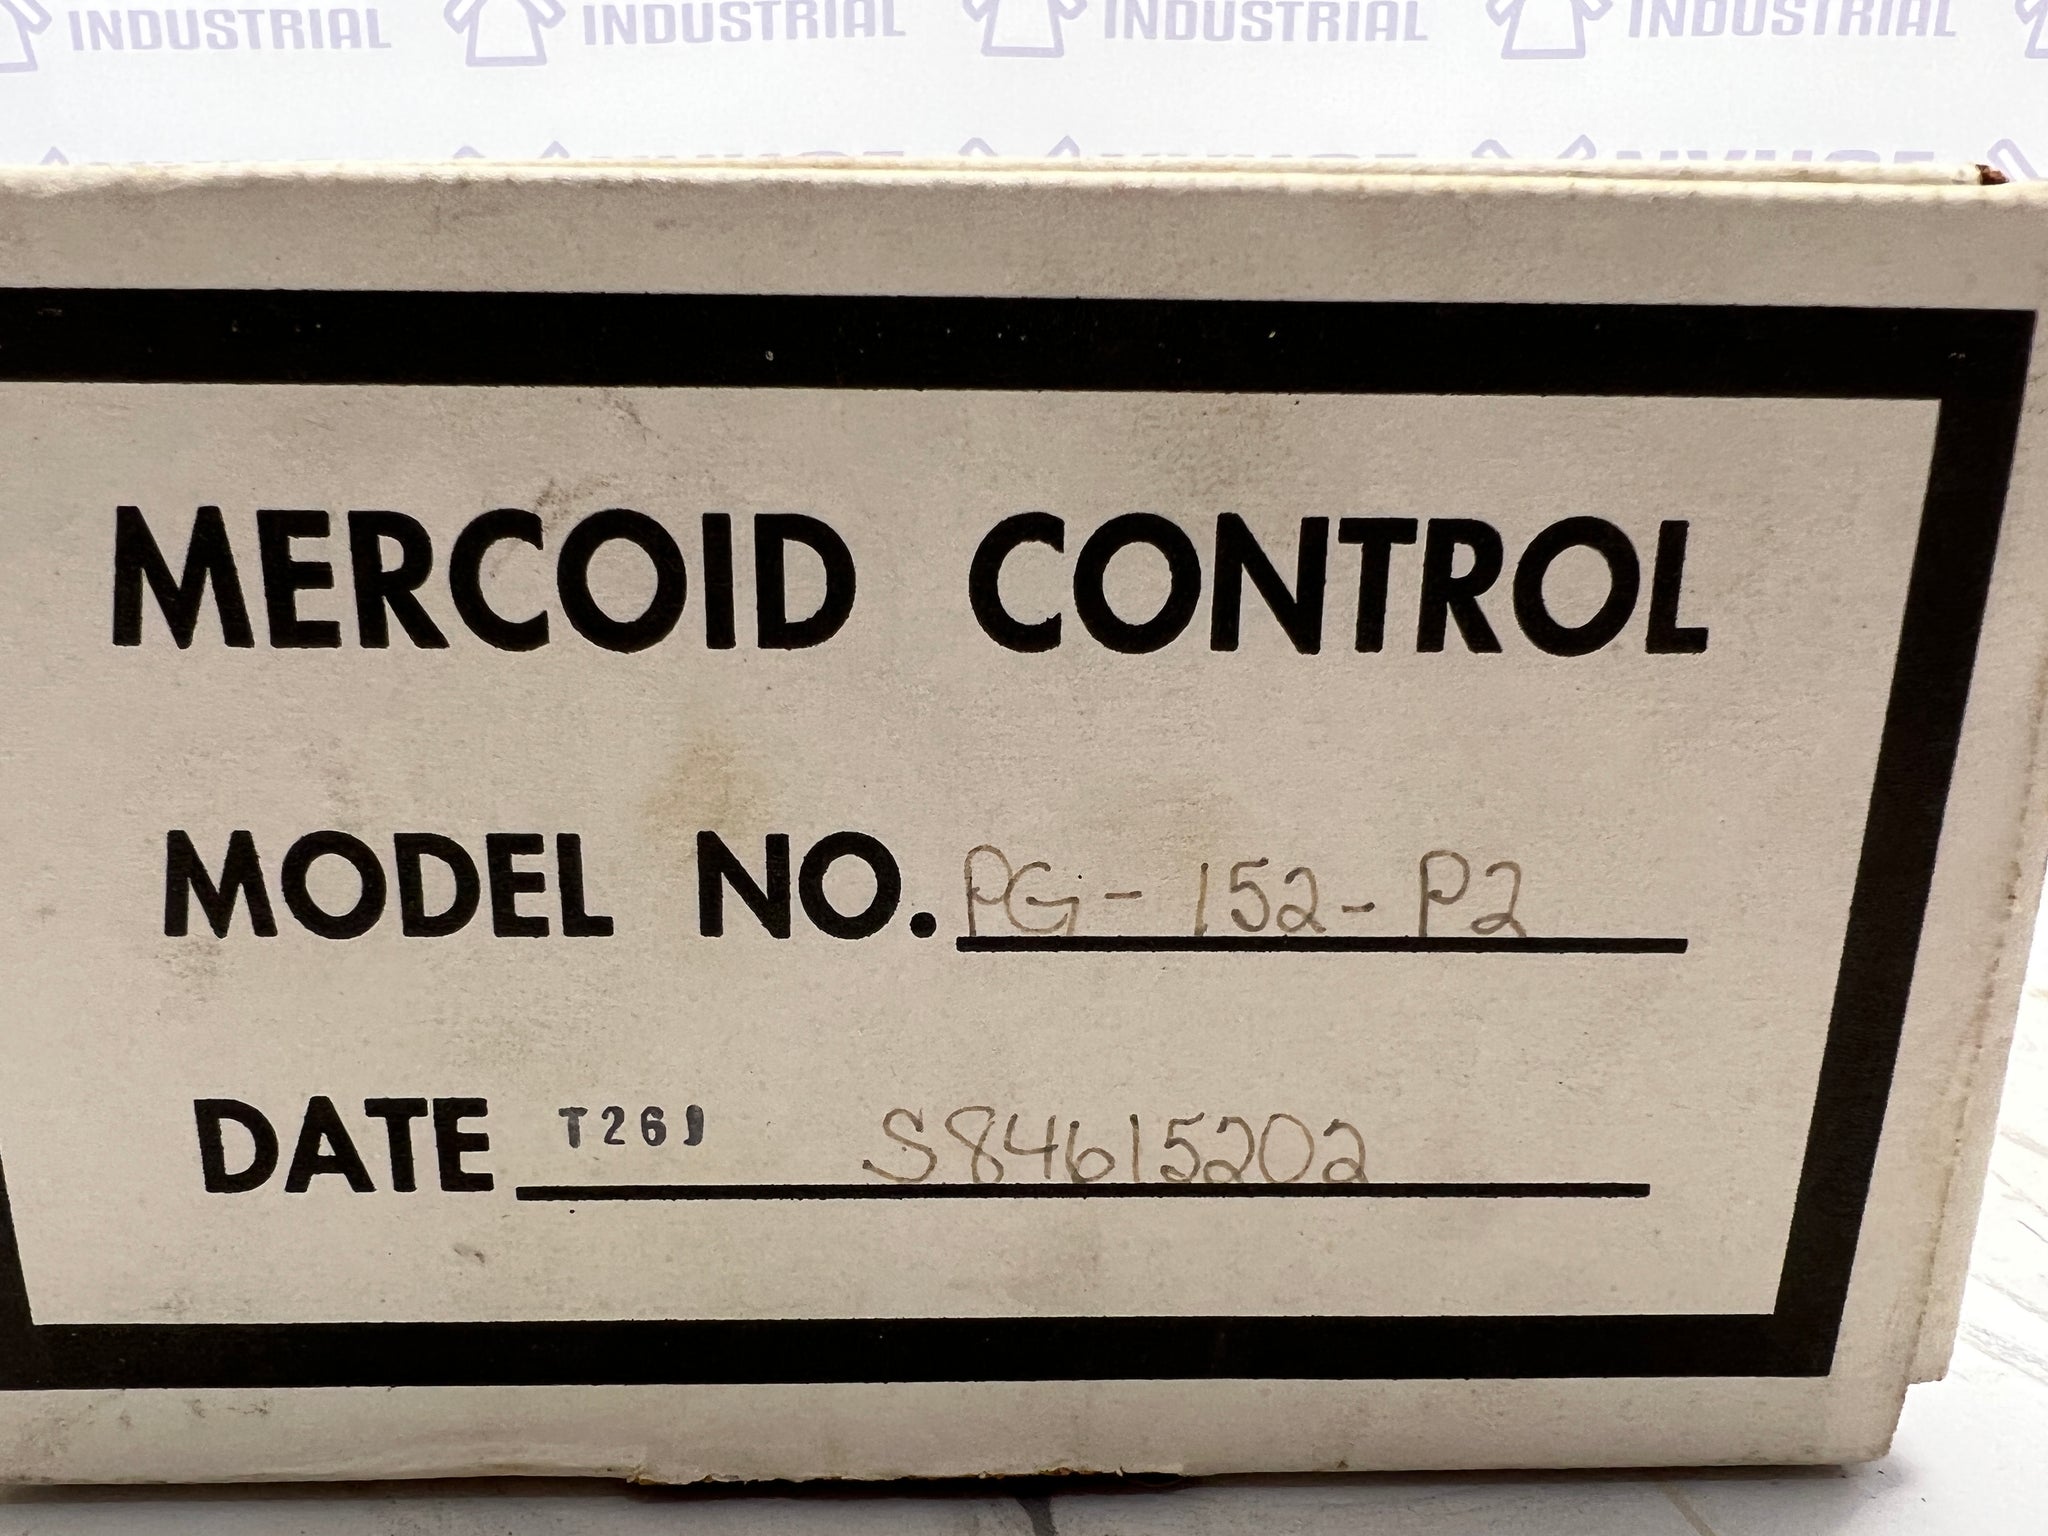 INDUSTRIAL INDUSTRIAL INDUSTRIAL INDUSTRIAL
MERCOID CONTROL
MODEL NO. PG-152-P2
DATE T26J S84615202